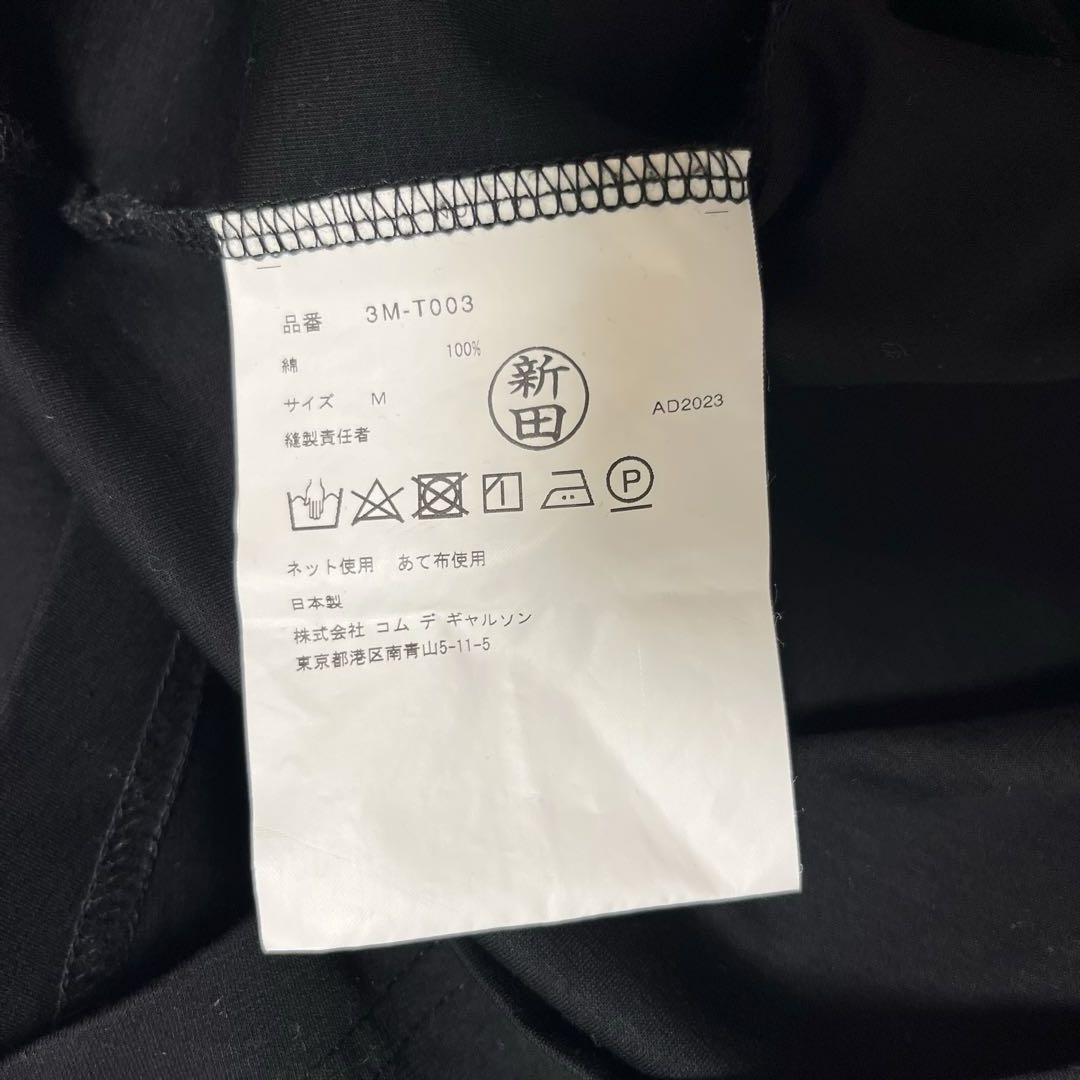 品番 3M-T003
綿 100%
サイズ M
新田
AD2023
縫製責任者
P
ネット使用 あて布使用
日本製
株式会社 コム デ ギャルソン
東京都港区南青山5-11-5